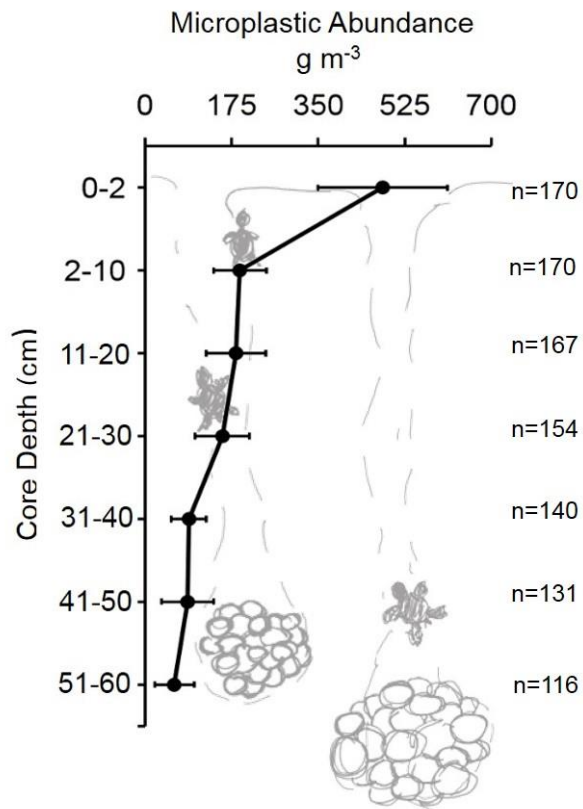 Microplastic Abundance
g m-3
0 175 350 525 700
Core Depth (cm)
0-2 n=170
2-10 n=170
11-20 n=167
21-30 n=154
31-40 n=140
41-50 n=131
51-60 n=116